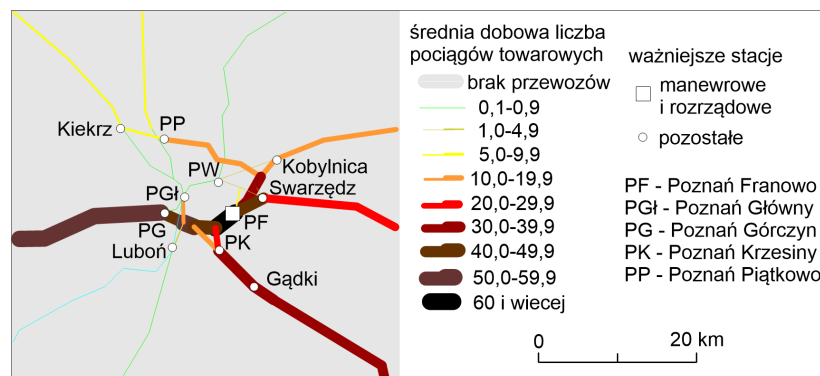 Kiekrz
PP
PW
Kobylnica
Swarzędz
PGł
PF
PG
PK
Luboń
Gądki
średnia dobowa liczba
pociągów towarowych
brak przewozów
0,1-0,9
1,0-4,9
5,0-9,9
10,0-19,9
20,0-29,9
30,0-39,9
40,0-49,9
50,0-59,9
60 i wiecej
ważniejsze stacje
manewrowe
i rozrządowe
pozostałe
PF - Poznań Franowo
PGł - Poznań Główny
PG - Poznań Górczyn
PK - Poznań Krzesiny
PP - Poznań Piątkowo
0
20 km